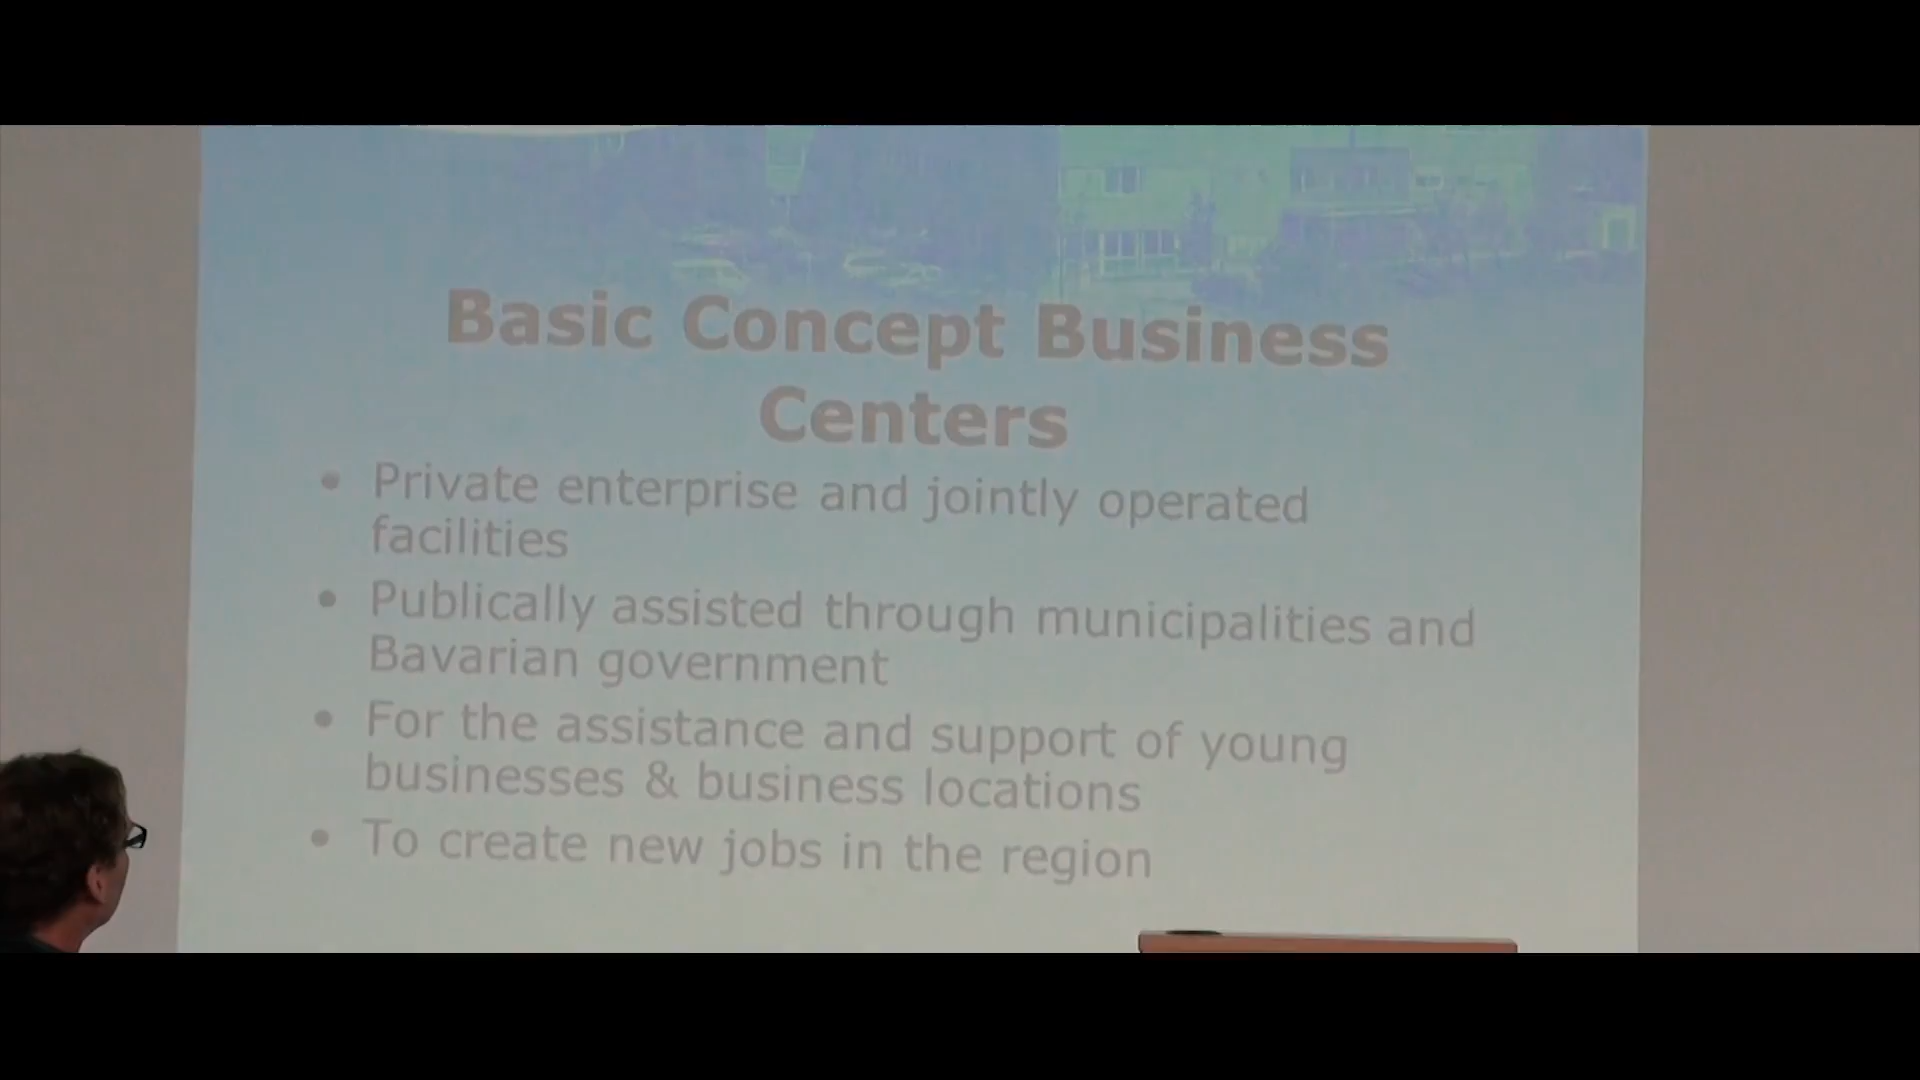 Basic Concept Business
Centers
• Private enterprise and jointly operated
facilities
• Publically assisted through municipalities and
Bavarian government
• For the assistance and support of young
businesses & business locations
• To create new jobs in the region